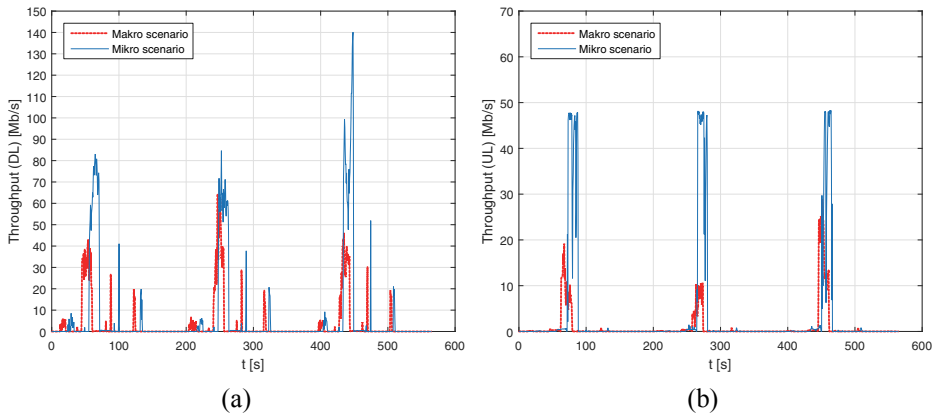 Throughput (DL) [Mb/s]
150
140
130
120
110
100
90
80
70
60
50
40
30
20
10
0
Makro scenario
Mikro scenario
0 100 200 300 400 500 600
t [s]
(a)
Throughput (UL) [Mb/s]
70
60
50
40
30
20
10
0
Makro scenario
Mikro scenario
0 100 200 300 400 500 600
t [s]
(b)